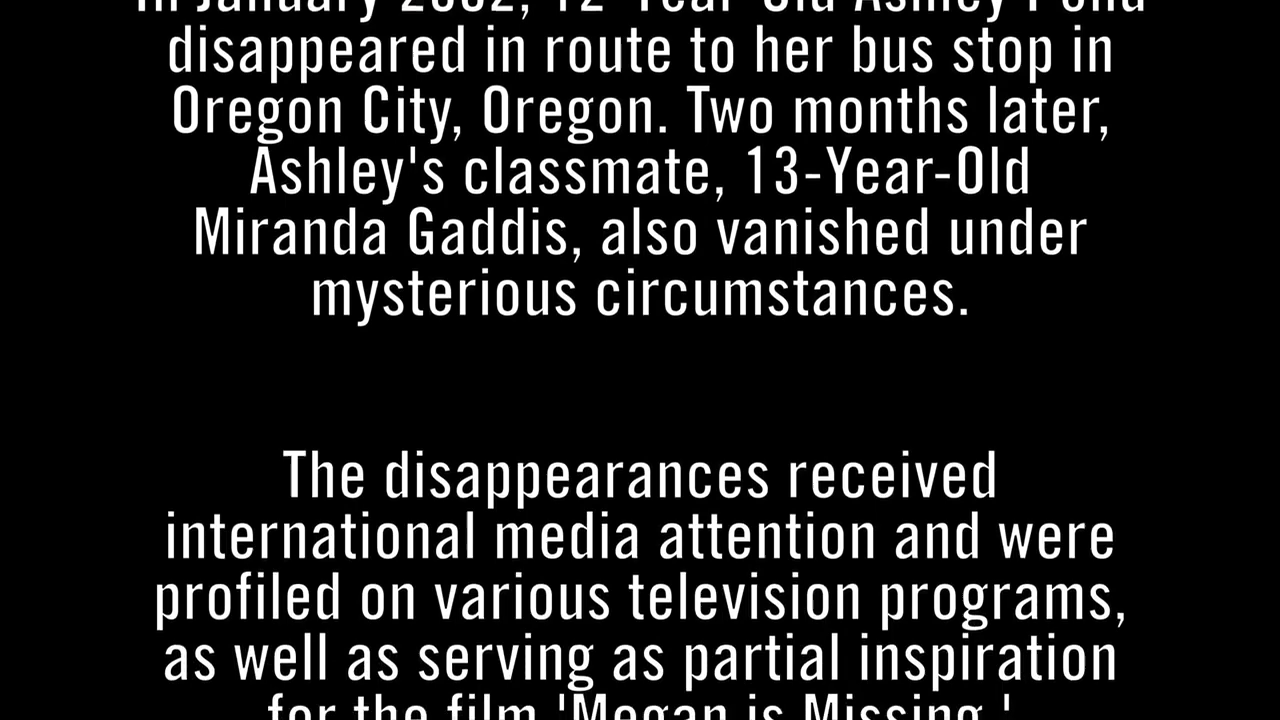 In January 2002, 12-Year-Old Ashley Pond
disappeared in route to her bus stop in
Oregon City, Oregon. Two months later,
Ashley's classmate, 13-Year-Old
Miranda Gaddis, also vanished under
mysterious circumstances.
The disappearances received
international media attention and were
profiled on various television programs,
as well as serving as partial inspiration
for the film 'Megan is Missing.'